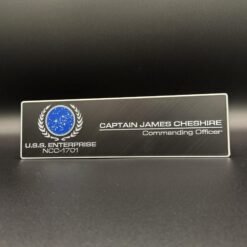 U.S.S. ENTERPRISE
NCC-1701
CAPTAIN JAMES CHESHIRE
Commanding Officer